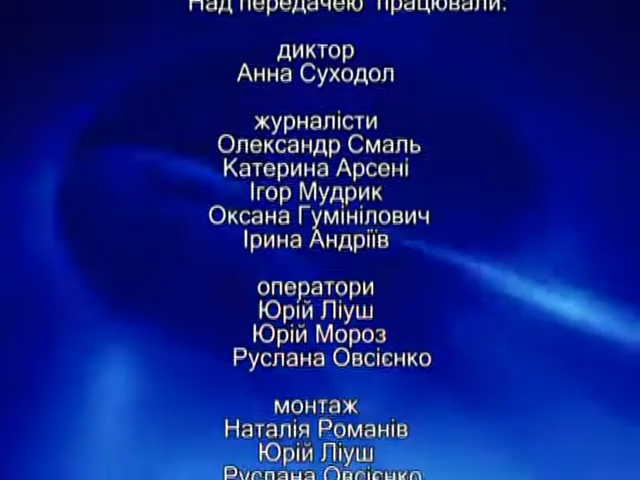 Над передачею працювали:
диктор
Анна Суходол
журналісти
Олександр Смаль
Катерина Арсені
Ігор Мудрик
Оксана Гумінілович
Ірина Андріїв
оператори
Юрій Ліуш
Юрій Мороз
Руслана Овсієнко
монтаж
Наталія Романів
Юрій Ліуш
Руслана Овсієнко